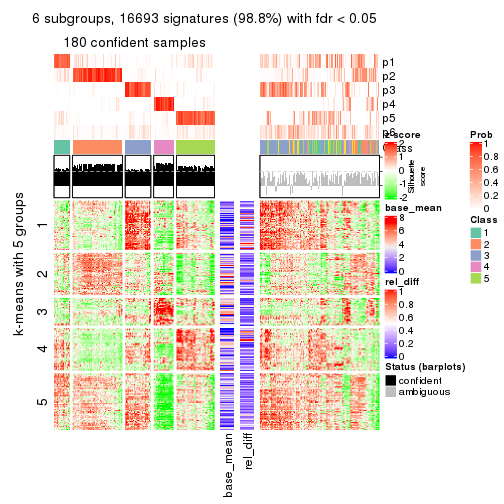 6 subgroups, 16693 signatures (98.8%) with fdr < 0.05
180 confident samples
p1
p2
p3
p4
p5
p6
Class
z-score
2
1
0
-1
-2
Silhouette
score
base_mean
8
6
4
2
0
rel_diff
1
0.8
0.6
0.4
0.2
0
Status (barplots)
confident
ambiguous
Prob
1
0.8
0.6
0.4
0.2
0
Class
1
2
3
4
5
k-means with 5 groups
1
2
3
4
5
base_mean
rel_diff